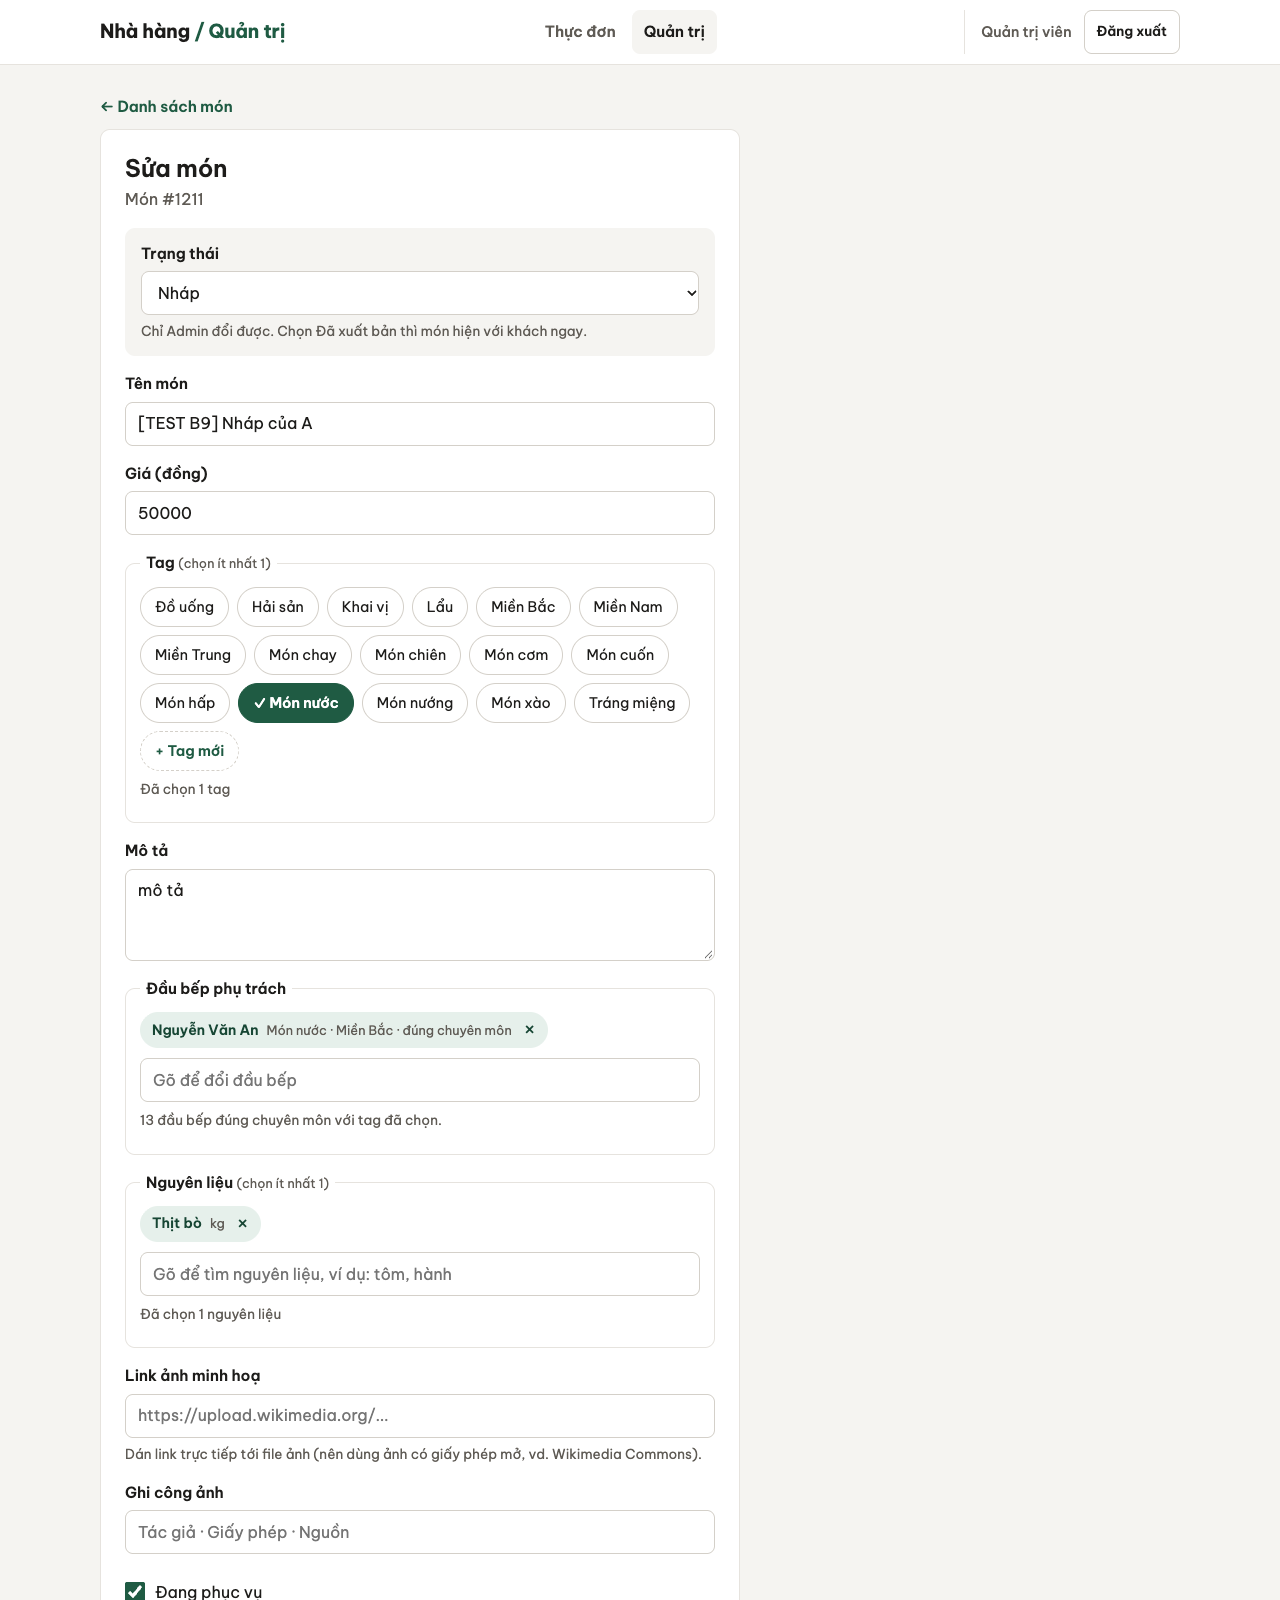 Nhà hàng / Quản trị
Thực đơn
Quản trị
Quản trị viên
Đăng xuất
← Danh sách món
Sửa món
Món #1211
Trạng thái
Nháp
Chỉ Admin đổi được. Chọn Đã xuất bản thì món hiện với khách ngay.
Tên món
[TEST B9] Nháp của A
Giá (đồng)
50000
Tag (chọn ít nhất 1)
Đồ uống
Hải sản
Khai vị
Lẩu
Miền Bắc
Miền Nam
Miền Trung
Món chay
Món chiên
Món cơm
Món cuốn
Món hấp
✓ Món nước
Món nướng
Món xào
Tráng miệng
+ Tag mới
Đã chọn 1 tag
Mô tả
mô tả
Đầu bếp phụ trách
Nguyễn Văn An Món nước · Miền Bắc · đúng chuyên môn ×
Gõ để đổi đầu bếp
13 đầu bếp đúng chuyên môn với tag đã chọn.
Nguyên liệu (chọn ít nhất 1)
Thịt bò kg ×
Gõ để tìm nguyên liệu, ví dụ: tôm, hành
Đã chọn 1 nguyên liệu
Link ảnh minh hoạ
https://upload.wikimedia.org/...
Dán link trực tiếp tới file ảnh (nên dùng ảnh có giấy phép mở, vd. Wikimedia Commons).
Ghi công ảnh
Tác giả · Giấy phép · Nguồn
Đang phục vụ